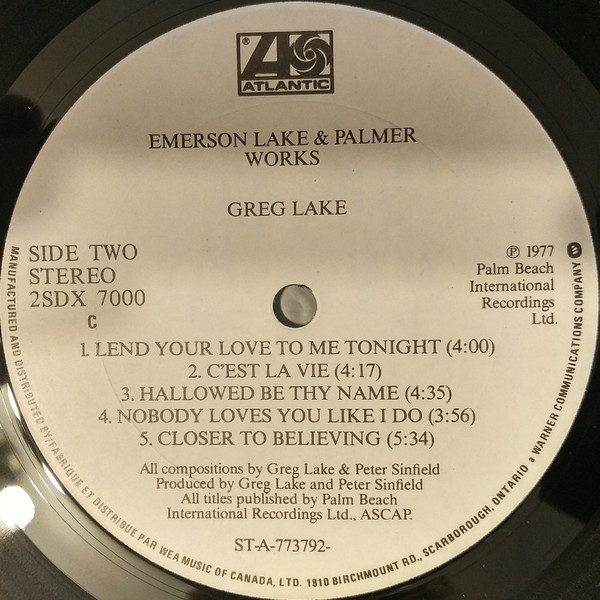 ®
ATLANTIC
EMERSON LAKE & PALMER
WORKS
GREG LAKE
SIDE TWO
STEREO
2SDX 7000
C
℗ 1977
Palm Beach
International
Recordings
Ltd.
1. LEND YOUR LOVE TO ME TONIGHT (4:00)
2. C'EST LA VIE (4:17)
3. HALLOWED BE THY NAME (4:35)
4. NOBODY LOVES YOU LIKE I DO (3:56)
5. CLOSER TO BELIEVING (5:34)
All compositions by Greg Lake & Peter Sinfield
Produced by Greg Lake and Peter Sinfield
All titles published by Palm Beach
International Recordings Ltd., ASCAP.
ST-A-773792-
MANUFACTURED AND DISTRIBUTED BY/FABRIQUE ET DISTRIBUE PAR WEA MUSIC OF CANADA, LTD. 1810 BIRCHMOUNT RD., SCARBOROUGH, ONTARIO a WARNER COMMUNICATIONS COMPANY